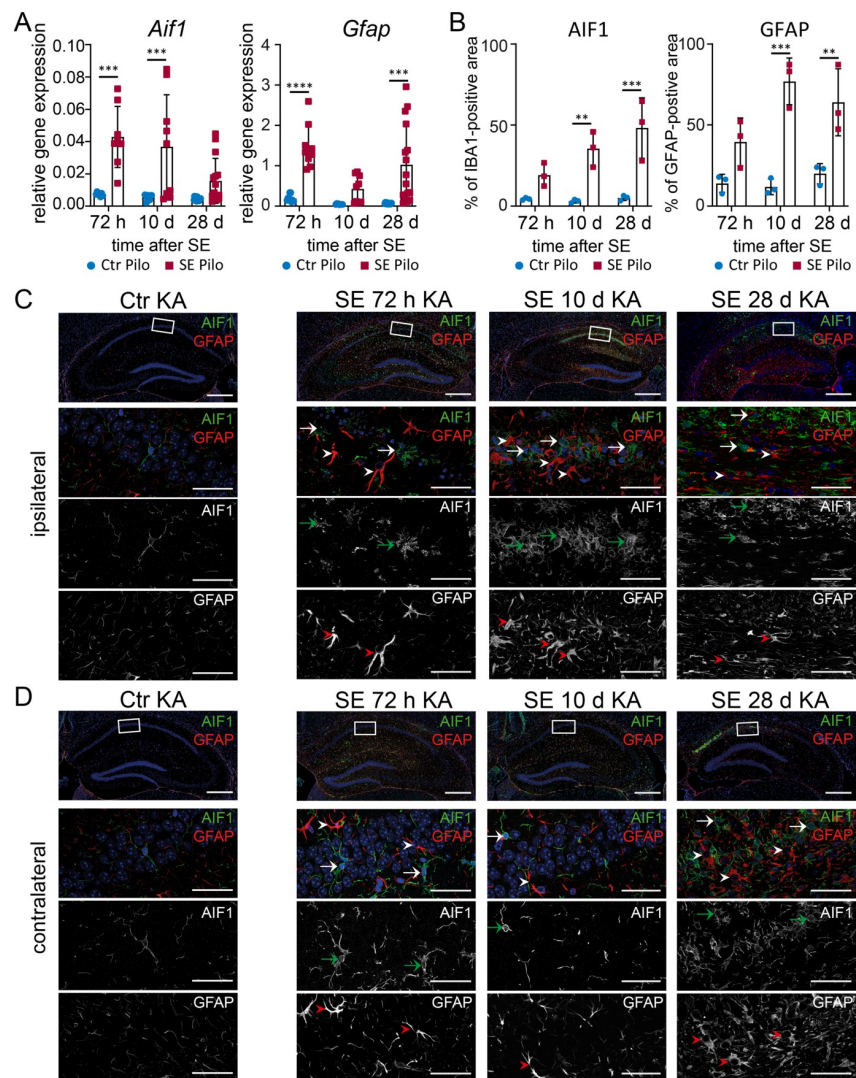 A
B
Aif1
Gfap
AIF1
GFAP
relative gene expression
0.10
0.08
0.06
0.04
0.02
0.00
***
***
72 h
10 d
28 d
time after SE
Ctr Pilo
SE Pilo
relative gene expression
4
3
2
1
0
****
***
72 h
10 d
28 d
time after SE
Ctr Pilo
SE Pilo
% of IBA1-positive area
100
50
0
**
***
72 h
10 d
28 d
time after SE
Ctr Pilo
SE Pilo
% of GFAP-positive area
100
50
0
***
**
72 h
10 d
28 d
time after SE
Ctr Pilo
SE Pilo
C
Ctr KA
SE 72 h KA
SE 10 d KA
SE 28 d KA
ipsilateral
AIF1
GFAP
AIF1
GFAP
AIF1
GFAP
AIF1
GFAP
AIF1
GFAP
AIF1
GFAP
AIF1
GFAP
AIF1
GFAP
AIF1
AIF1
AIF1
AIF1
GFAP
GFAP
GFAP
GFAP
D
Ctr KA
SE 72 h KA
SE 10 d KA
SE 28 d KA
contralateral
AIF1
GFAP
AIF1
GFAP
AIF1
GFAP
AIF1
GFAP
AIF1
GFAP
AIF1
GFAP
AIF1
GFAP
AIF1
GFAP
AIF1
AIF1
AIF1
AIF1
GFAP
GFAP
GFAP
GFAP